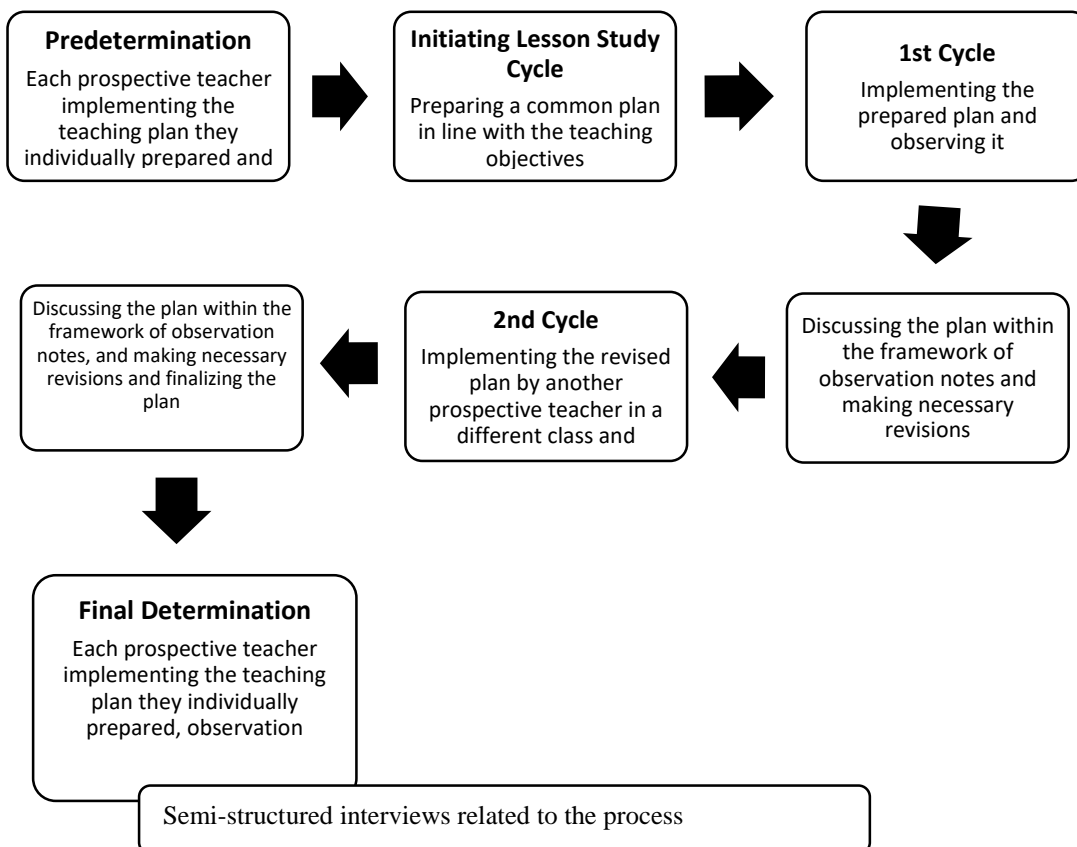 Predetermination
Each prospective teacher
implementing the
teaching plan they
individually prepared and
Initiating Lesson Study
Cycle
Preparing a common plan
in line with the teaching
objectives
1st Cycle
Implementing the
prepared plan and
observing it
Discussing the plan within
the framework of
observation notes and
making necessary
revisions
2nd Cycle
Implementing the revised
plan by another
prospective teacher in a
different class and
Discussing the plan within the
framework of observation
notes, and making necessary
revisions and finalizing the
plan
Final Determination
Each prospective teacher
implementing the teaching
plan they individually
prepared, observation
Semi-structured interviews related to the process